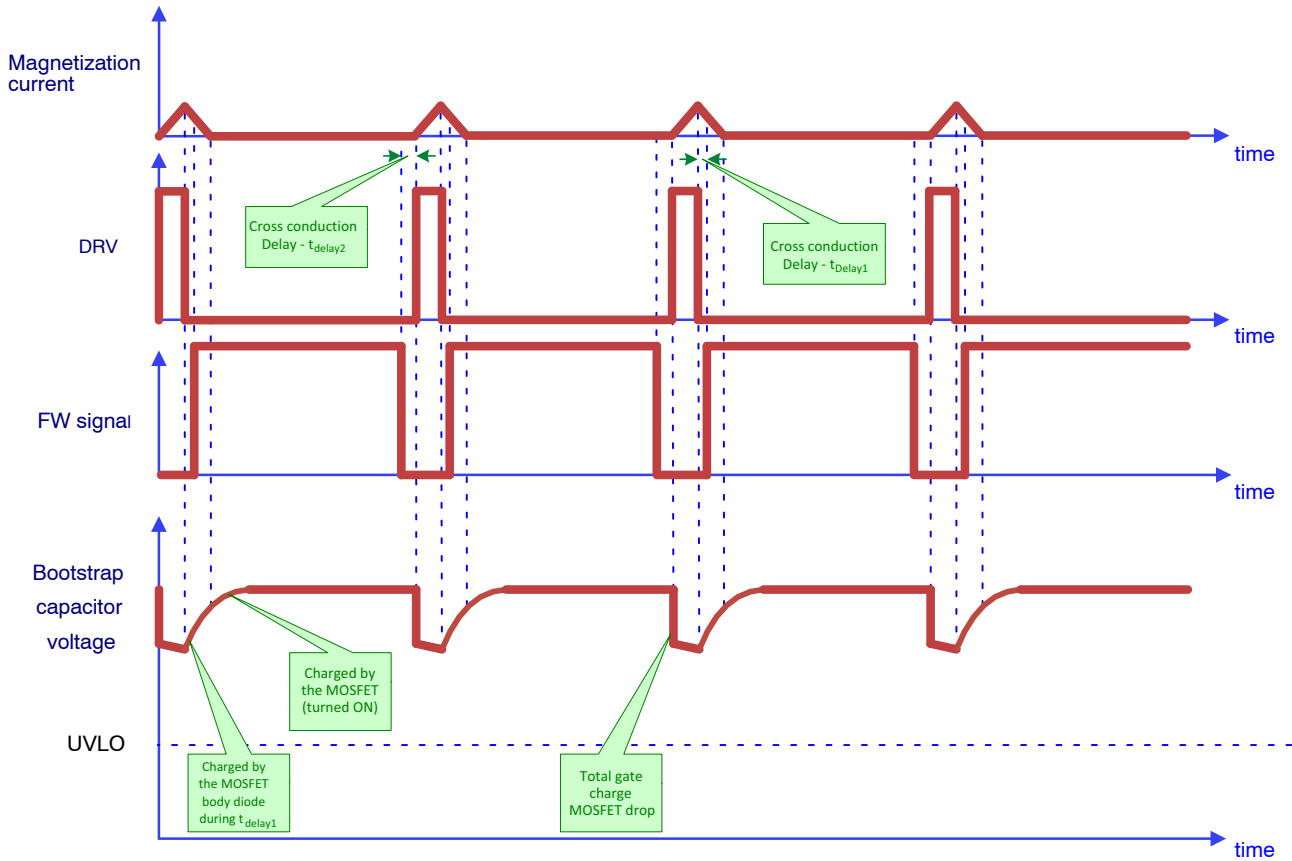 Magnetization
current
time
Cross conduction
Delay - tdelay2
Cross conduction
Delay - tDelay1
DRV
time
FW signal
time
Bootstrap
capacitor
voltage
Charged by
the MOSFET
(turned ON)
UVLO
Charged by
the MOSFET
body diode
during tdelay1
Total gate
charge
MOSFET drop
time